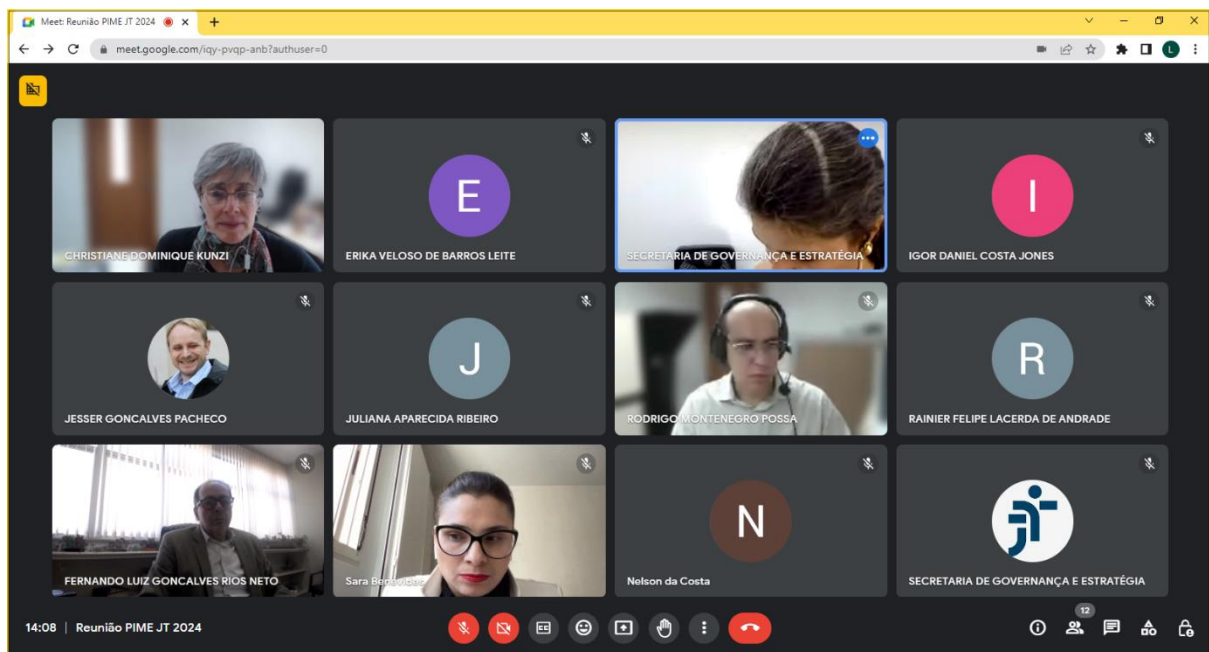 Meet: Reunião PIME JT 2024
meet.google.com/iqy-pvqp-anb?authuser=0
L
CHRISTIANE DOMINIQUE KUNZI
E
ERIKA VELOSO DE BARROS LEITE
SECRETARIA DE GOVERNANÇA E ESTRATÉGIA
I
IGOR DANIEL COSTA JONES
JESSER GONCALVES PACHECO
J
JULIANA APARECIDA RIBEIRO
RODRIGO MONTENEGRO POSSA
R
RAINIER FELIPE LACERDA DE ANDRADE
FERNANDO LUIZ GONCALVES RIOS NETO
Sara
N
Nelson da Costa
SECRETARIA DE GOVERNANÇA E ESTRATÉGIA
14:08 | Reunião PIME JT 2024
12